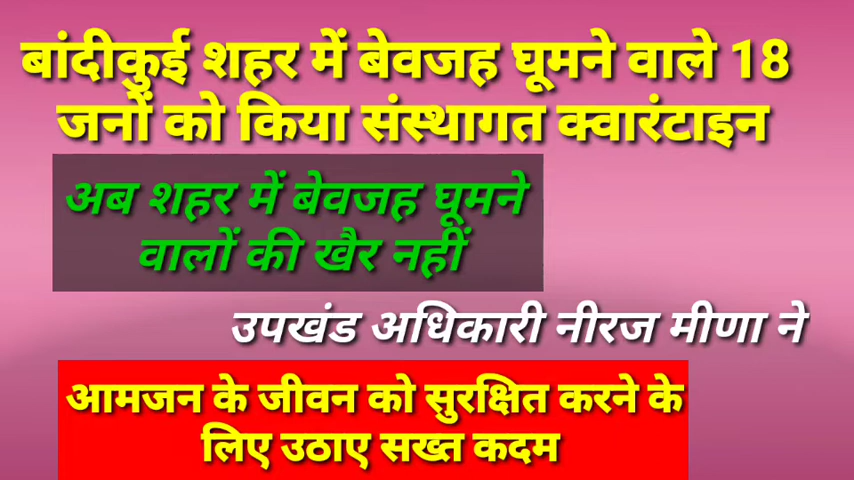 बांदीकुई शहर में बेवजह घूमने वाले 18
जनों को किया संस्थागत क्वारंटाइन
अब शहर में बेवजह घूमने
वालों की खैर नहीं
उपखंड अधिकारी नीरज मीणा ने
आमजन के जीवन को सुरक्षित करने के
लिए उठाए सख्त कदम